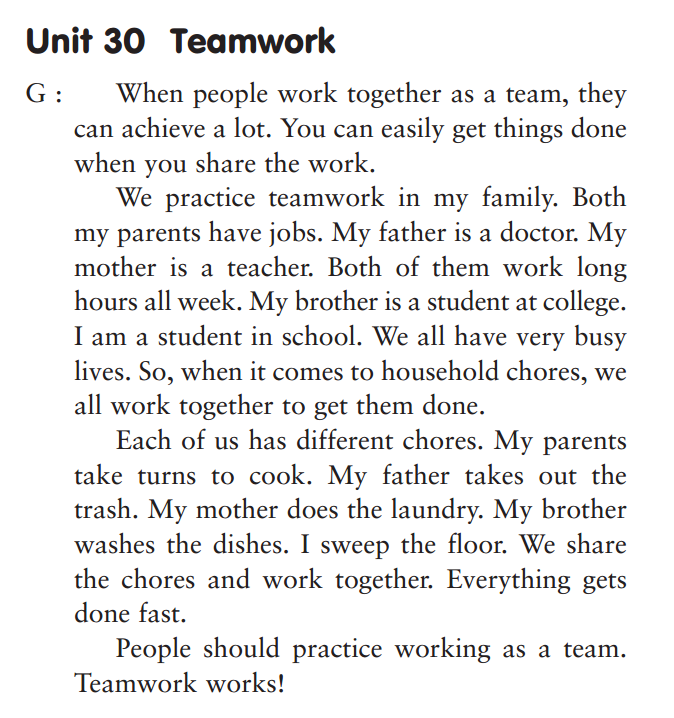 Unit 30 Teamwork
G : When people work together as a team, they
can achieve a lot. You can easily get things done
when you share the work.
We practice teamwork in my family. Both
my parents have jobs. My father is a doctor. My
mother is a teacher. Both of them work long
hours all week. My brother is a student at college.
I am a student in school. We all have very busy
lives. So, when it comes to household chores, we
all work together to get them done.
Each of us has different chores. My parents
take turns to cook. My father takes out the
trash. My mother does the laundry. My brother
washes the dishes. I sweep the floor. We share
the chores and work together. Everything gets
done fast.
People should practice working as a team.
Teamwork works!